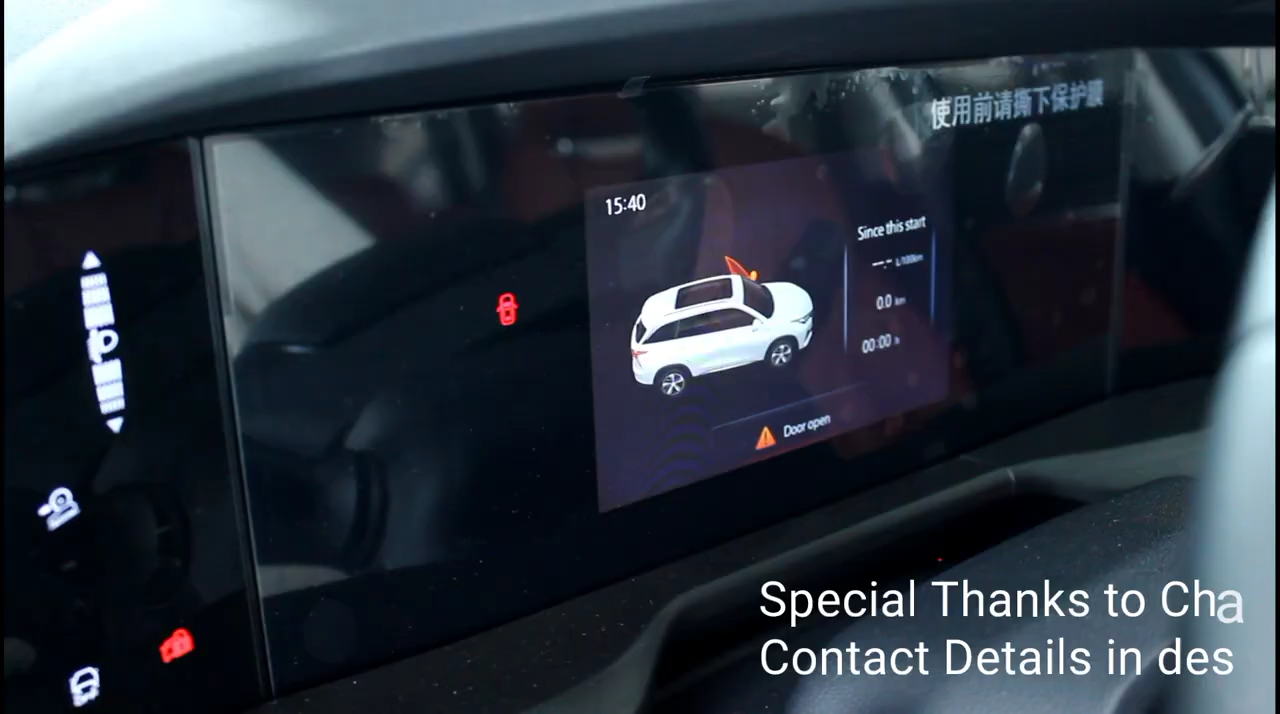 使用前请撕下保护膜
15:40
Since this start
--.- L/100km
0.0 km
00:00 h
Door open
Special Thanks to Cha
Contact Details in des